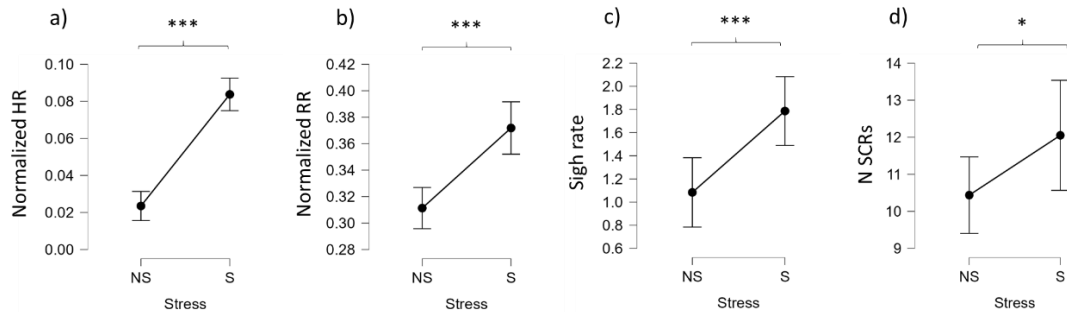 a)
***
Normalized HR
0.10
0.08
0.06
0.04
0.02
0.00
NS
S
Stress
b)
***
Normalized RR
0.42
0.40
0.38
0.36
0.34
0.32
0.30
0.28
NS
S
Stress
c)
***
Sigh rate
2.2
2.0
1.8
1.6
1.4
1.2
1.0
0.8
0.6
NS
S
Stress
d)
*
N SCRs
14
13
12
11
10
9
NS
S
Stress